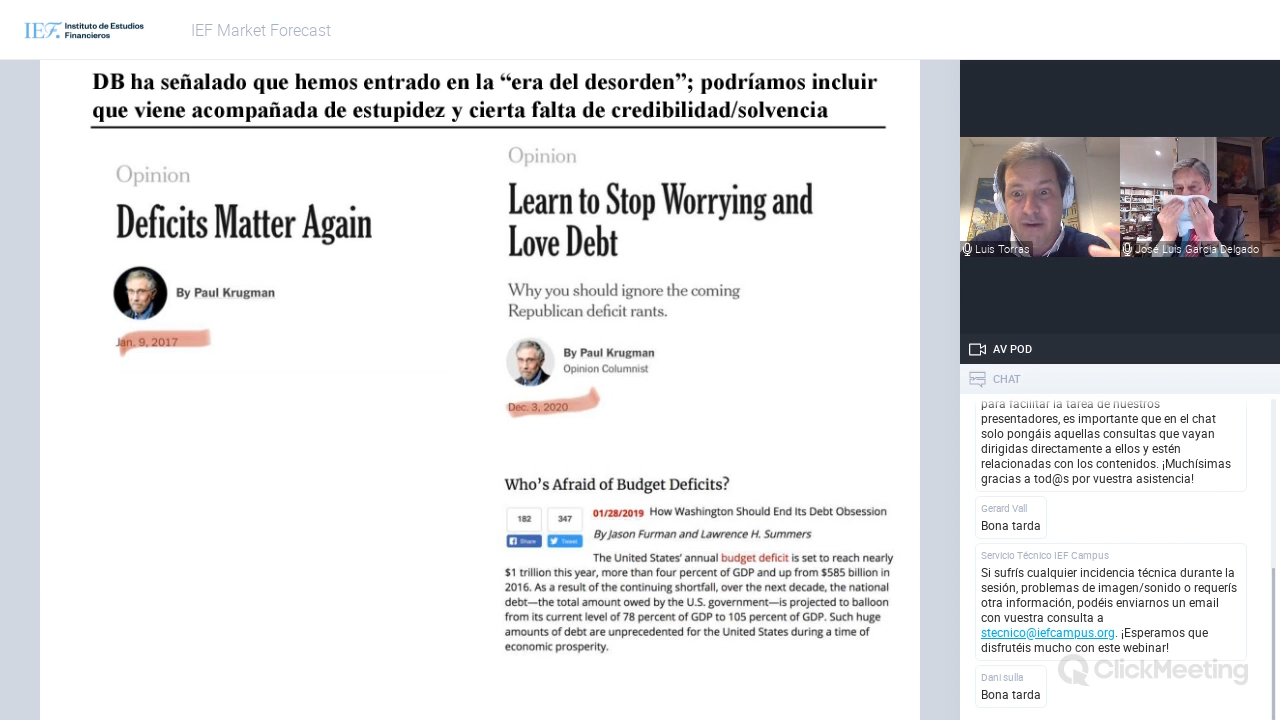 IEF.
Instituto de Estudios
Financieros
IEF Market Forecast
DB ha señalado que hemos entrado en la “era del desorden”; podríamos incluir
que viene acompañada de estupidez y cierta falta de credibilidad/solvencia
Opinion
Deficits Matter Again
By Paul Krugman
Jan. 9, 2017
Opinion
Learn to Stop Worrying and
Love Debt
Why you should ignore the coming
Republican deficit rants.
By Paul Krugman
Opinion Columnist
Dec. 3, 2020
Who’s Afraid of Budget Deficits?
182
347
Share
Tweet
01/28/2019 How Washington Should End Its Debt Obsession
By Jason Furman and Lawrence H. Summers
The United States’ annual budget deficit is set to reach nearly
$1 trillion this year, more than four percent of GDP and up from $585 billion in
2016. As a result of the continuing shortfall, over the next decade, the national
debt—the total amount owed by the U.S. government—is projected to balloon
from its current level of 78 percent of GDP to 105 percent of GDP. Such huge
amounts of debt are unprecedented for the United States during a time of
economic prosperity.
Luis Torras
José Luis García Delgado
AV POD
CHAT
para facilitar la tarea de nuestros
presentadores, es importante que en el chat
solo pongáis aquellas consultas que vayan
dirigidas directamente a ellos y estén
relacionadas con los contenidos. ¡Muchísimas
gracias a tod@s por vuestra asistencia!
Gerard Vall
Bona tarda
Servicio Técnico IEF Campus
Si sufrís cualquier incidencia técnica durante la
sesión, problemas de imagen/sonido o requerís
otra información, podéis enviarnos un email
con vuestra consulta a
stecnico@iefcampus.org. ¡Esperamos que
disfrutéis mucho con este webinar!
ClickMeeting
Dani sulla
Bona tarda